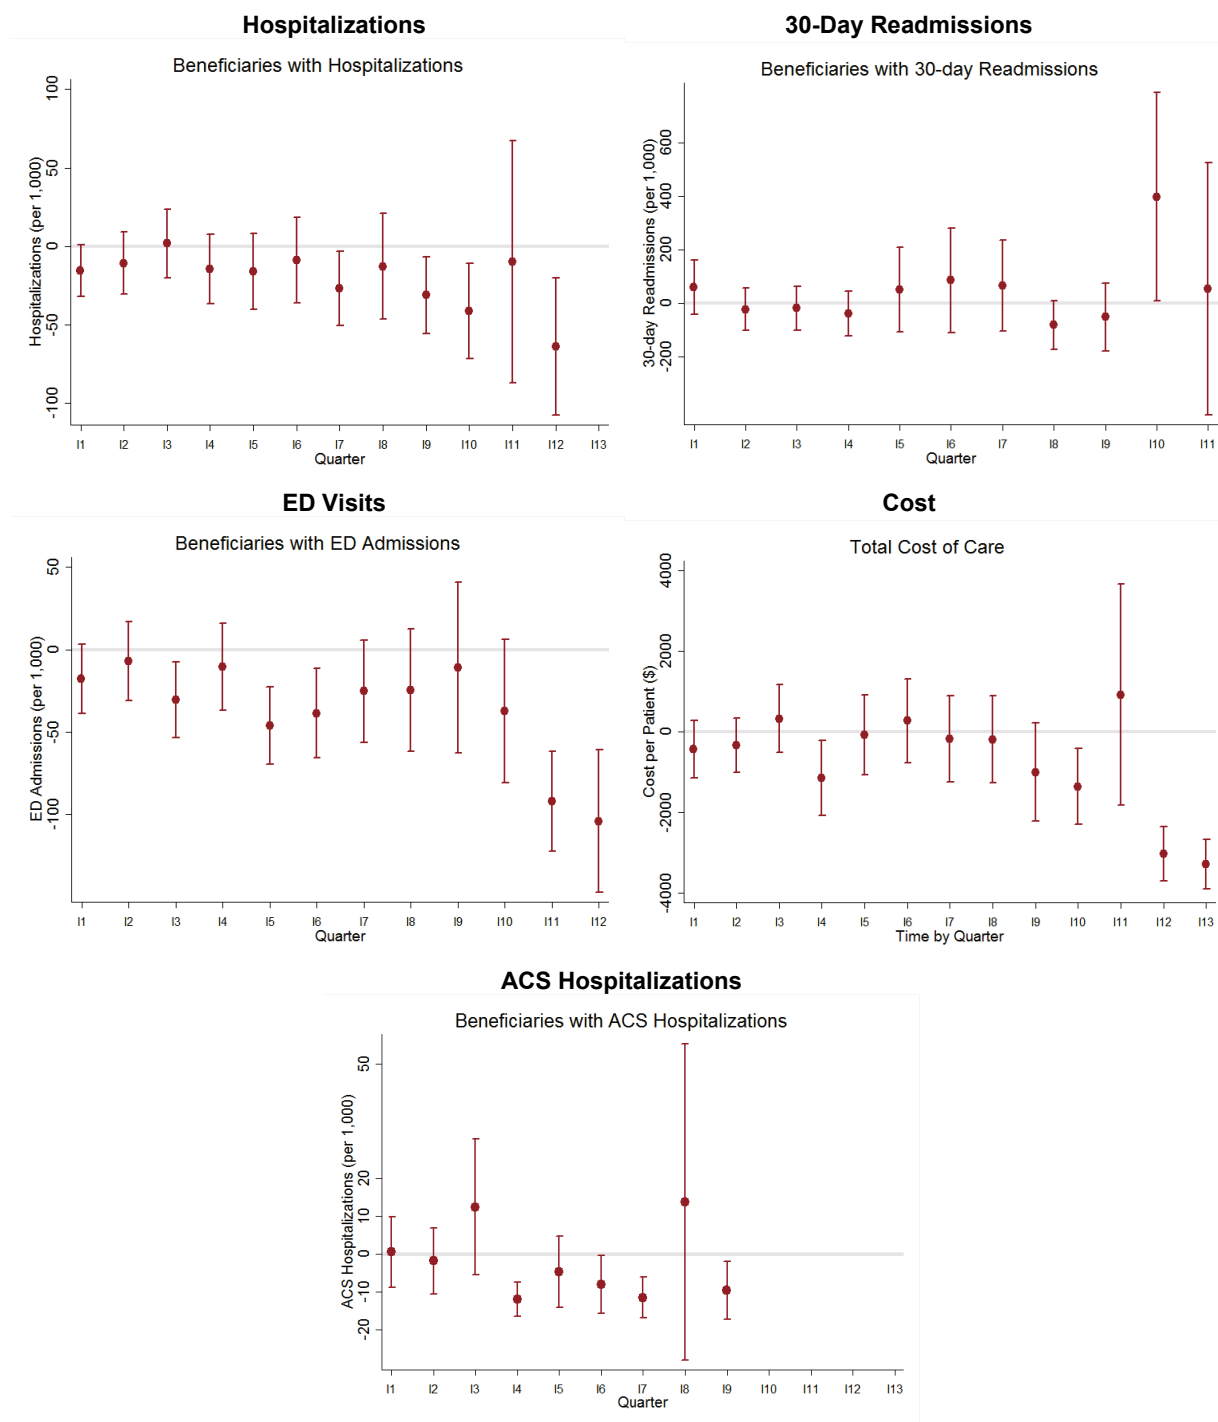 Hospitalizations
Beneficiaries with Hospitalizations
Hospitalizations (per 1,000)
100
50
0
-50
-100
I1 I2 I3 I4 I5 I6 I7 I8 I9 I10 I11 I12 I13
Quarter
30-Day Readmissions
Beneficiaries with 30-day Readmissions
30-day Readmissions (per 1,000)
600
400
200
0
-200
I1 I2 I3 I4 I5 I6 I7 I8 I9 I10 I11
Quarter
ED Visits
Beneficiaries with ED Admissions
ED Admissions (per 1,000)
50
0
-50
-100
I1 I2 I3 I4 I5 I6 I7 I8 I9 I10 I11 I12
Quarter
Cost
Total Cost of Care
Cost per Patient ($)
4000
2000
0
-2000
-4000
I1 I2 I3 I4 I5 I6 I7 I8 I9 I10 I11 I12 I13
Time by Quarter
ACS Hospitalizations
Beneficiaries with ACS Hospitalizations
ACS Hospitalizations (per 1,000)
50
20
10
0
-10
-20
I1 I2 I3 I4 I5 I6 I7 I8 I9 I10 I11 I12 I13
Quarter